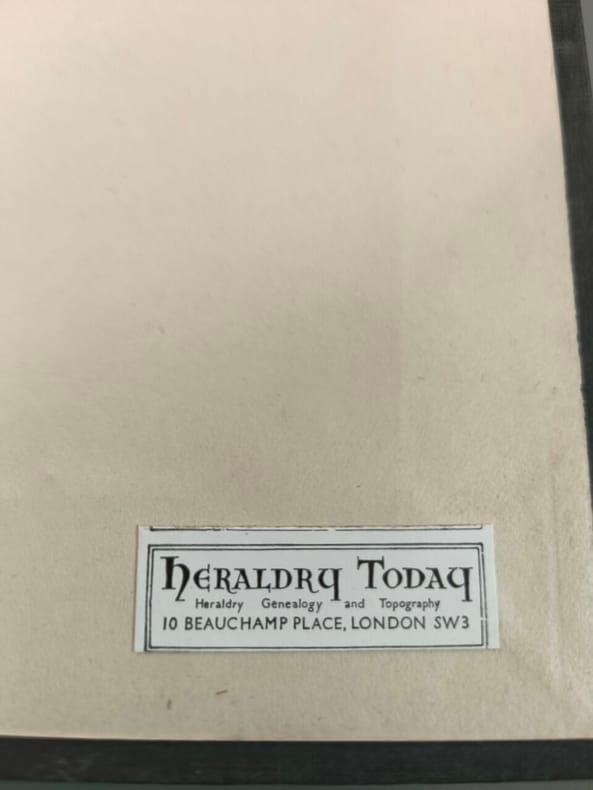 Heraldry Today
Heraldry Genealogy and Topography
10 BEAUCHAMP PLACE, LONDON SW3